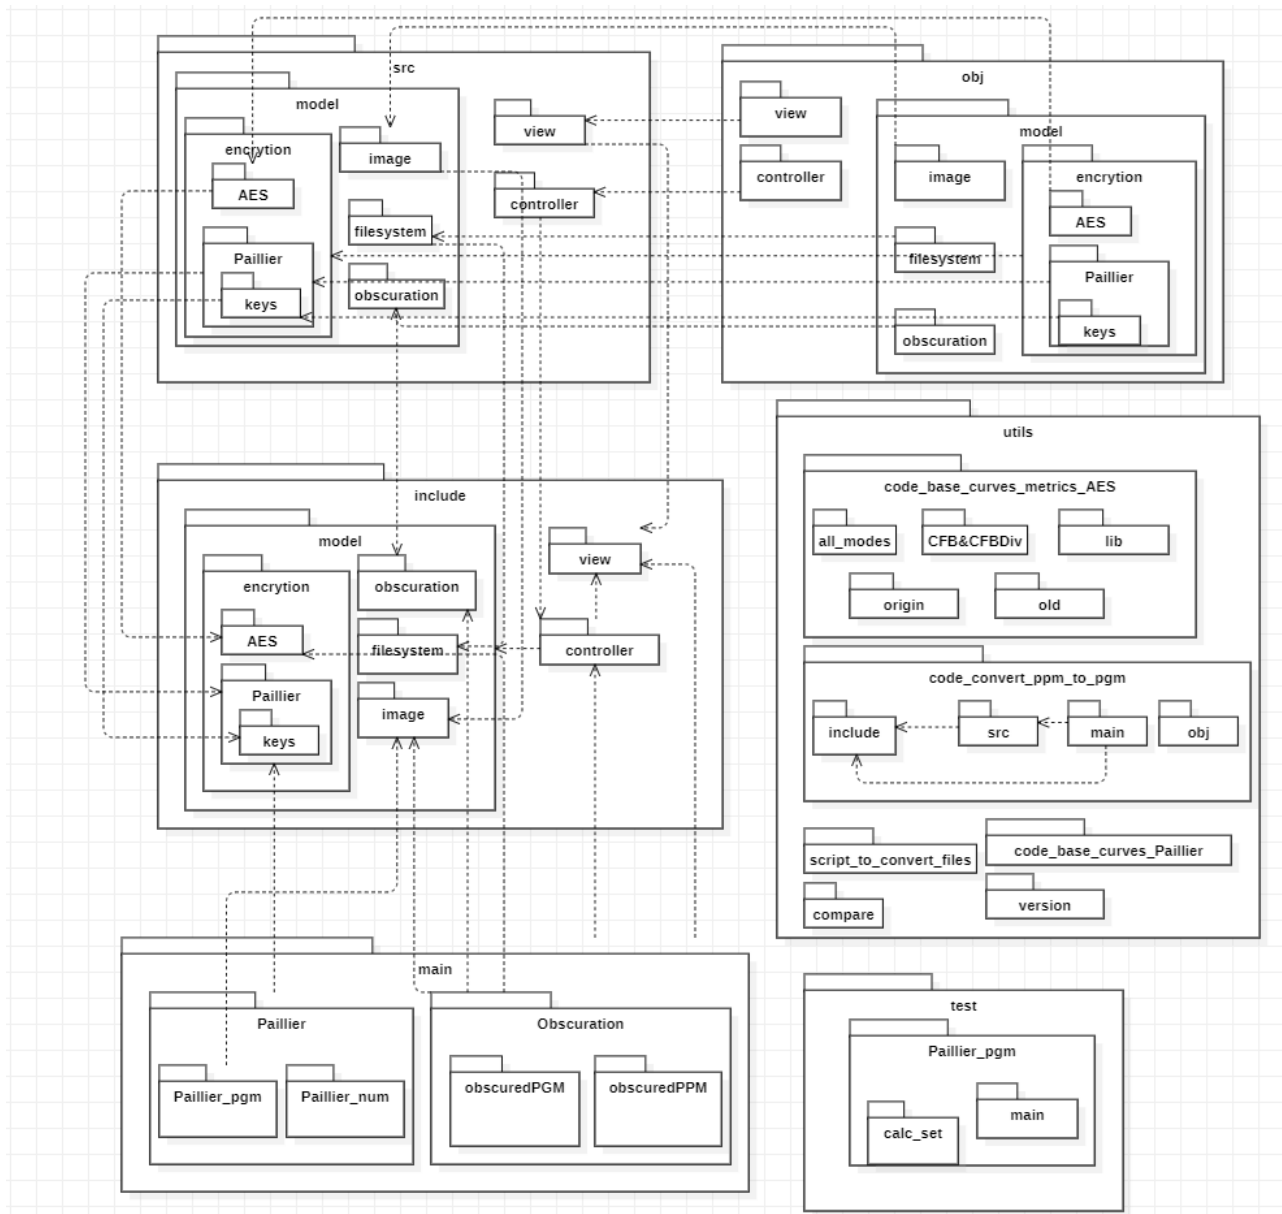 src
model
encrytion
AES
Paillier
keys
image
filesystem
obscuration
view
controller
obj
view
controller
model
image
filesystem
obscuration
encrytion
AES
Paillier
keys
include
model
encrytion
AES
Paillier
keys
obscuration
filesystem
image
view
controller
utils
code_base_curves_metrics_AES
all_modes
CFB&CFBDiv
lib
origin
old
code_convert_ppm_to_pgm
include
src
main
obj
script_to_convert_files
code_base_curves_Paillier
compare
version
main
Paillier
Paillier_pgm
Paillier_num
Obscuration
obscuredPGM
obscuredPPM
test
Paillier_pgm
calc_set
main